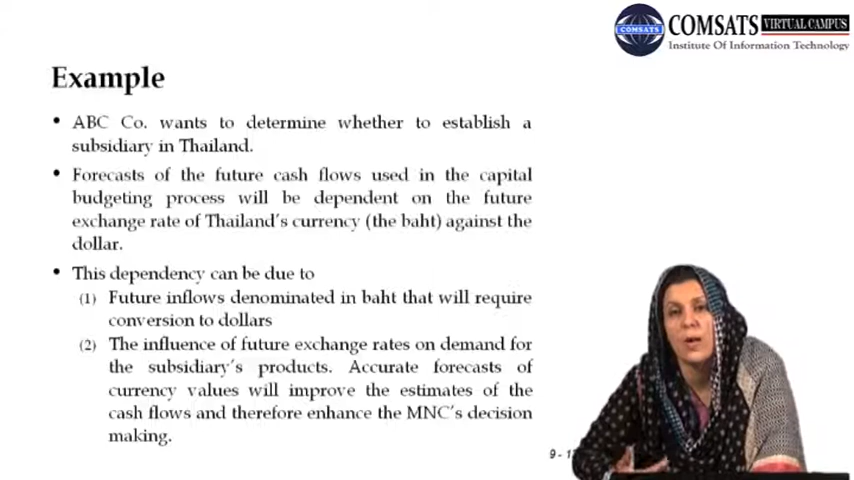 COMSATS VIRTUAL CAMPUS
COMSATS
Institute Of Information Technology
Example
• ABC Co. wants to determine whether to establish a
subsidiary in Thailand.
• Forecasts of the future cash flows used in the capital
budgeting process will be dependent on the future
exchange rate of Thailand's currency (the baht) against the
dollar.
• This dependency can be due to
(1) Future inflows denominated in baht that will require
conversion to dollars
(2) The influence of future exchange rates on demand for
the subsidiary's products. Accurate forecasts of
currency values will improve the estimates of the
cash flows and therefore enhance the MNC's decision
making.